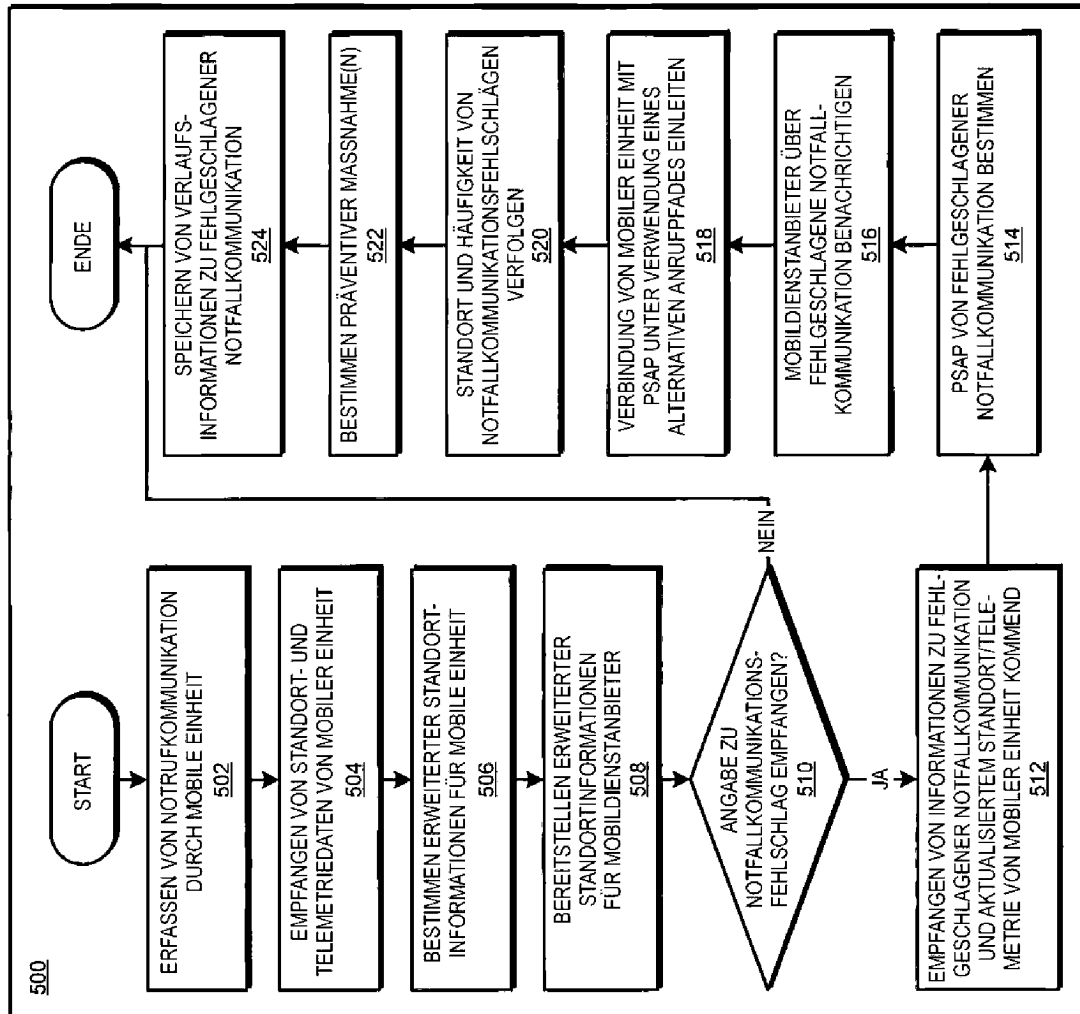 500
START
ERFASSEN VON NOTRUFKOMMUNIKATION
DURCH MOBILE EINHEIT
502
EMPFANGEN VON STANDORT- UND
TELEMETRIEDATEN VON MOBILER EINHEIT
504
BESTIMMEN ERWEITERTER STANDORT-
INFORMATIONEN FÜR MOBILE EINHEIT
506
BEREITSTELLEN ERWEITERTER
STANDORTINFORMATIONEN
FÜR MOBILDIENSTANBIETER
508
ANGABE ZU
NOTFALLKOMMUNIKATIONS-
FEHLSCHLAG EMPFANGEN?
510
NEIN
JA
EMPFANGEN VON INFORMATIONEN ZU FEHL-
GESCHLAGENER NOTFALLKOMMUNIKATION
UND AKTUALISIERTEM STANDORT/TELE-
METRIE VON MOBILER EINHEIT KOMMEND
512
PSAP VON FEHLGESCHLAGENER
NOTFALLKOMMUNIKATION BESTIMMEN
514
MOBILDIENSTANBIETER ÜBER
FEHLGESCHLAGENE NOTFALL-
KOMMUNIKATION BENACHRICHTIGEN
516
VERBINDUNG VON MOBILER EINHEIT MIT
PSAP UNTER VERWENDUNG EINES
ALTERNATIVEN ANRUFPFADES EINLEITEN
518
STANDORT UND HÄUFIGKEIT VON
NOTFALLKOMMUNIKATIONSFEHLSCHLÄGEN
VERFOLGEN
520
BESTIMMEN PRÄVENTIVER MASSNAHME(N)
522
SPEICHERN VON VERLAUFS-
INFORMATIONEN ZU FEHLGESCHLAGENER
NOTFALLKOMMUNIKATION
524
ENDE